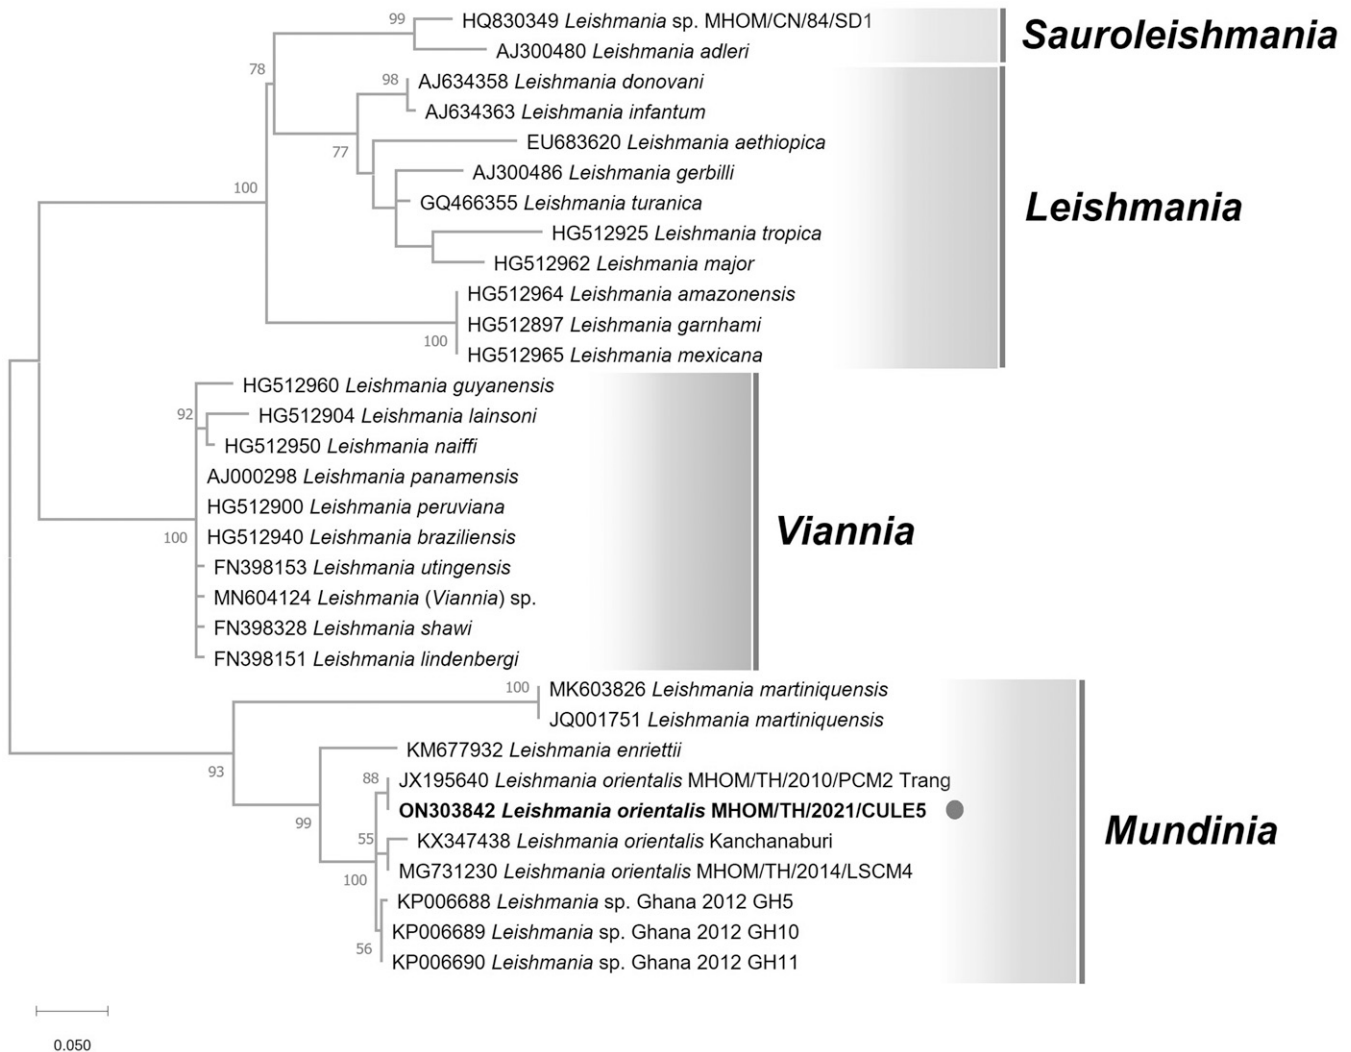 99
HQ830349 Leishmania sp. MHOM/CN/84/SD1
AJ300480 Leishmania adleri
Sauroleishmania
78
98
AJ634358 Leishmania donovani
AJ634363 Leishmania infantum
77
EU683620 Leishmania aethiopica
AJ300486 Leishmania gerbilli
100
GQ466355 Leishmania turanica
Leishmania
HG512925 Leishmania tropica
HG512962 Leishmania major
HG512964 Leishmania amazonensis
HG512897 Leishmania garnhami
100
HG512965 Leishmania mexicana
HG512960 Leishmania guyanensis
92
HG512904 Leishmania lainsoni
HG512950 Leishmania naiffi
AJ000298 Leishmania panamensis
HG512900 Leishmania peruviana
100
HG512940 Leishmania braziliensis
Viannia
FN398153 Leishmania utingensis
MN604124 Leishmania (Viannia) sp.
FN398328 Leishmania shawi
FN398151 Leishmania lindenbergi
100
MK603826 Leishmania martiniquensis
JQ001751 Leishmania martiniquensis
93
KM677932 Leishmania enriettii
88
JX195640 Leishmania orientalis MHOM/TH/2010/PCM2 Trang
ON303842 Leishmania orientalis MHOM/TH/2021/CULE5
99
55
KX347438 Leishmania orientalis Kanchanaburi
Mundinia
100
MG731230 Leishmania orientalis MHOM/TH/2014/LSCM4
KP006688 Leishmania sp. Ghana 2012 GH5
KP006689 Leishmania sp. Ghana 2012 GH10
56
KP006690 Leishmania sp. Ghana 2012 GH11
0.050